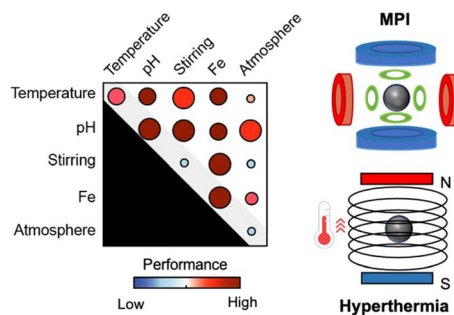 Temperature
pH
Stirring
Fe
Atmosphere
MPI
Temperature
pH
Stirring
Fe
Atmosphere
N
S
Performance
Low
High
Hyperthermia